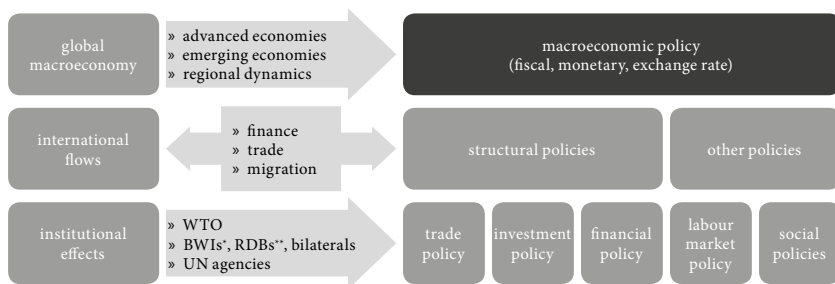 global
macroeconomy
» advanced economies
» emerging economies
» regional dynamics
macroeconomic policy
(fiscal, monetary, exchange rate)
international
flows
» finance
» trade
» migration
structural policies
other policies
institutional
effects
» WTO
» BWIs*, RDBs**, bilaterals
» UN agencies
trade
policy
investment
policy
financial
policy
labour
market
policy
social
policies